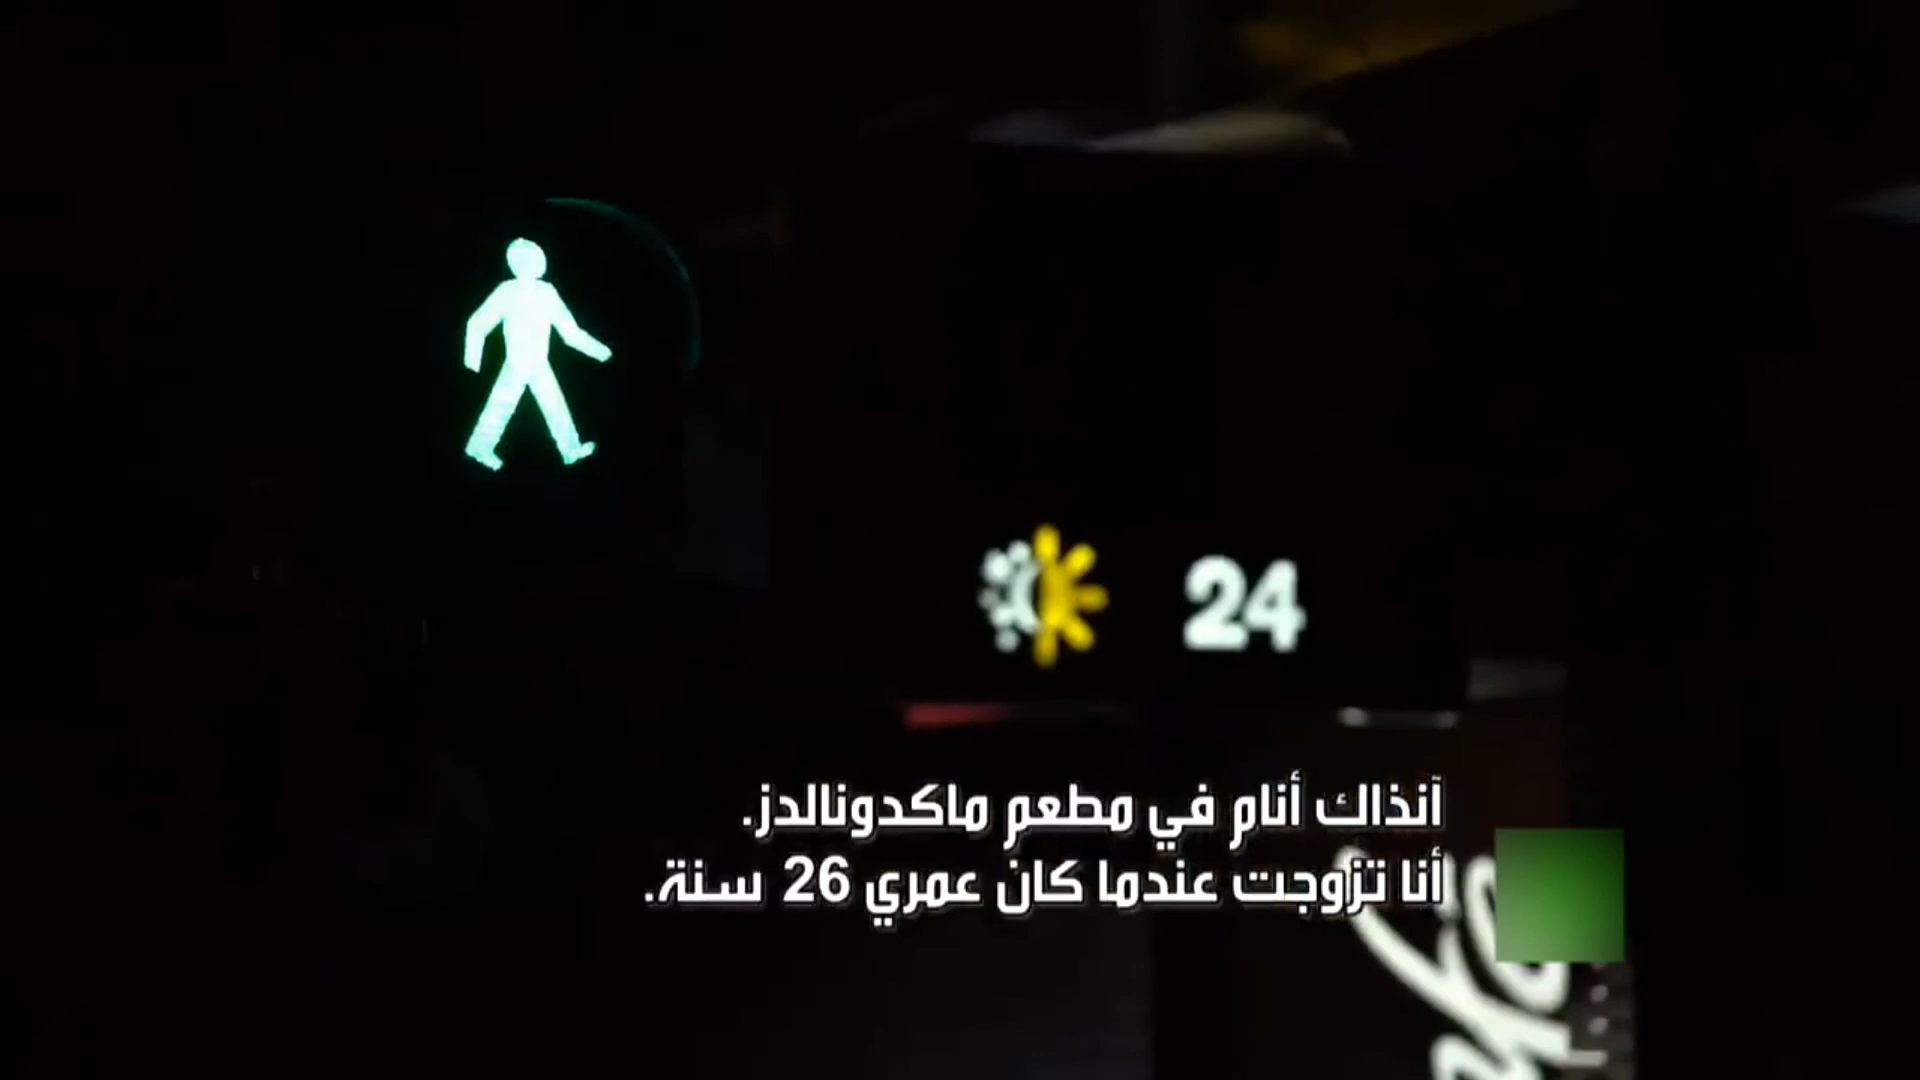 24
آنذاك أنام في مطعم ماكدونالدز.
أنا تزوجت عندما كان عمري 26 سنة.